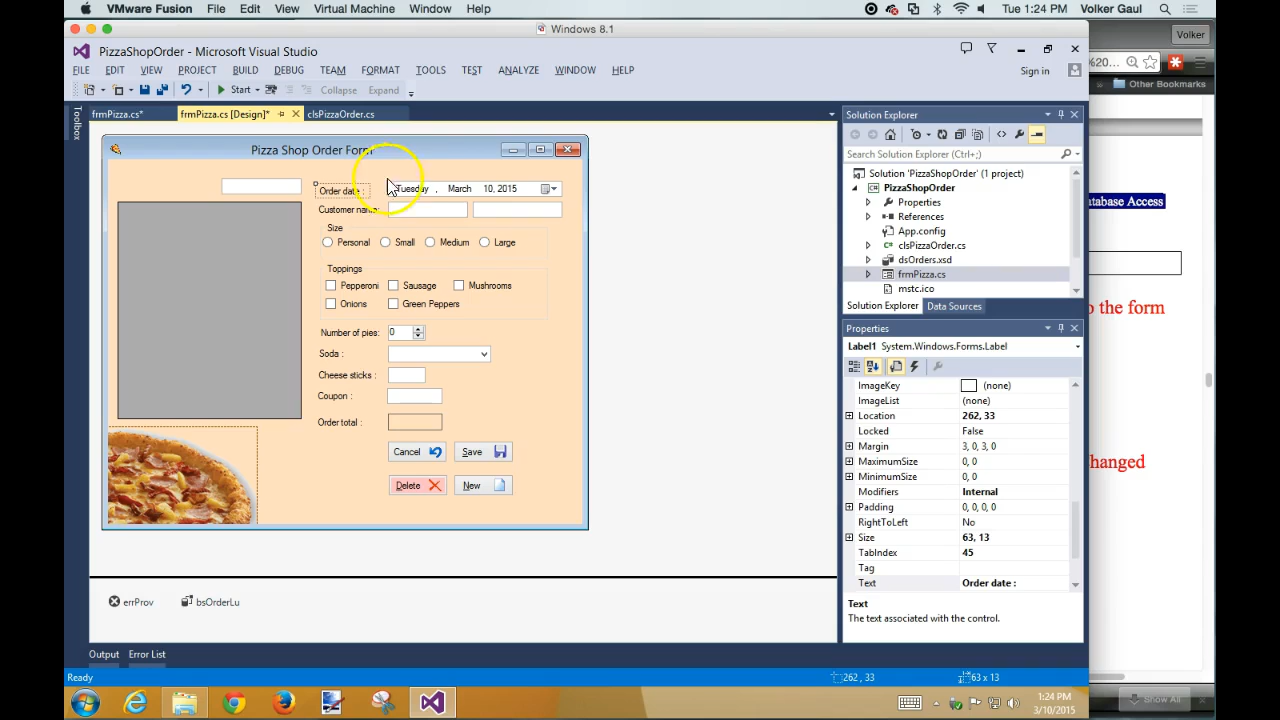 VMware Fusion File Edit View Virtual Machine Window Help Tue 1:24 PM Volker Gaul
Windows 8.1
Volker
PizzaShopOrder - Microsoft Visual Studio
FILE EDIT VIEW PROJECT BUILD DEBUG TEAM FORMAT TOOLS ANALYZE WINDOW HELP Sign in
%20...
Start Collapse Expand
Other Bookmarks
Toolbox
frmPizza.cs* frmPizza.cs [Design]* clsPizzaOrder.cs
Solution Explorer
Pizza Shop Order Form
Search Solution Explorer (Ctrl+;)
Solution 'PizzaShopOrder' (1 project)
PizzaShopOrder
Properties
References
App.config
clsPizzaOrder.cs
dsOrders.xsd
frmPizza.cs
mstc.ico
Solution Explorer Data Sources
Order date : Tuesday , March 10, 2015
Customer name:
Size
Personal Small Medium Large
Toppings
Pepperoni Sausage Mushrooms
Onions Green Peppers
Number of pies: 0
Soda :
Cheese sticks :
Coupon :
Order total :
Cancel Save
Delete New
atabase Access
o the form
hanged
Properties
Label1 System.Windows.Forms.Label
ImageKey (none)
ImageList (none)
Location 262, 33
Locked False
Margin 3, 0, 3, 0
MaximumSize 0, 0
MinimumSize 0, 0
Modifiers Internal
Padding 0, 0, 0, 0
RightToLeft No
Size 63, 13
TabIndex 45
Tag
Text Order date :
Text
The text associated with the control.
errProv bsOrderLu
Output Error List
Ready 262 , 33 63 x 13
Show All
1:24 PM
3/10/2015